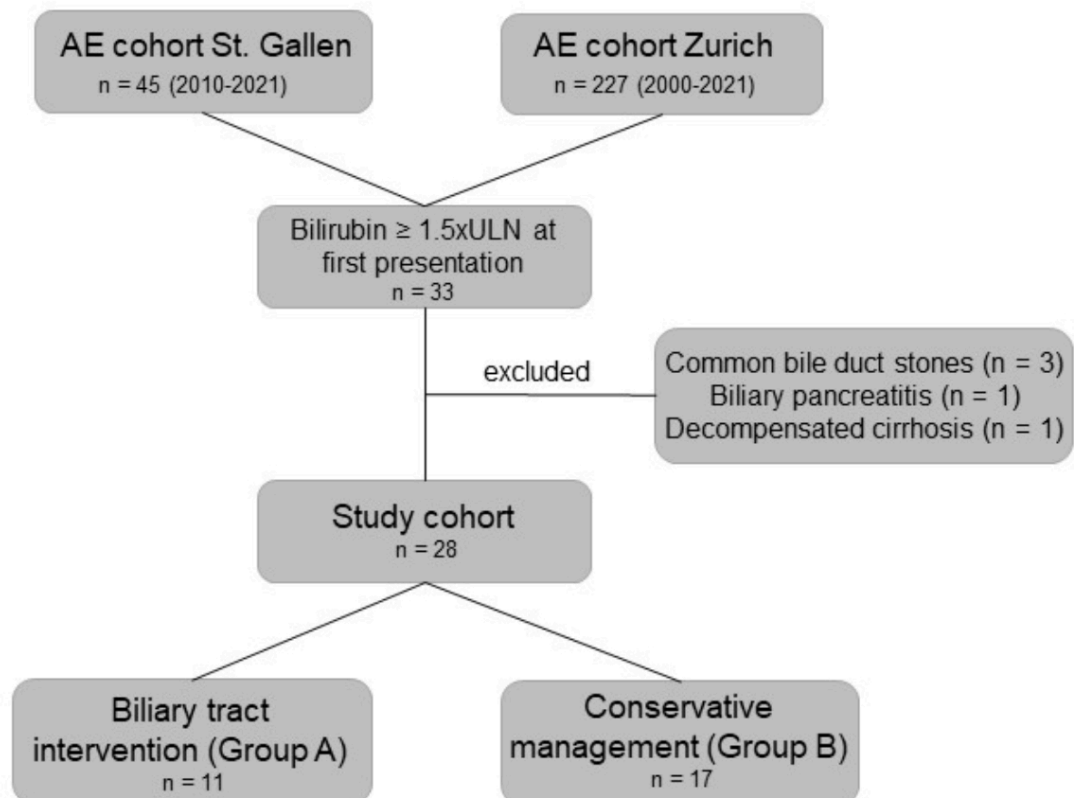 AE cohort St. Gallen
n = 45 (2010-2021)
AE cohort Zurich
n = 227 (2000-2021)
Bilirubin ≥ 1.5xULN at
first presentation
n = 33
excluded
Common bile duct stones (n = 3)
Biliary pancreatitis (n = 1)
Decompensated cirrhosis (n = 1)
Study cohort
n = 28
Biliary tract
intervention (Group A)
n = 11
Conservative
management (Group B)
n = 17